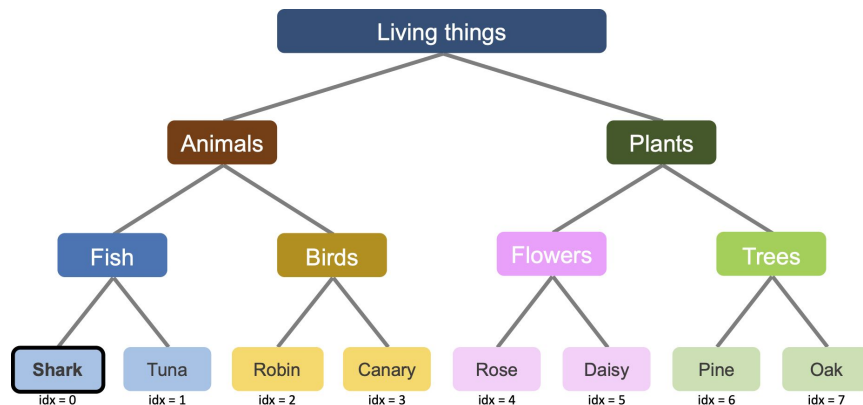 Living things
Animals Plants
Fish Birds Flowers Trees
Shark Tuna Robin Canary Rose Daisy Pine Oak
idx = 0 idx = 1 idx = 2 idx = 3 idx = 4 idx = 5 idx = 6 idx = 7